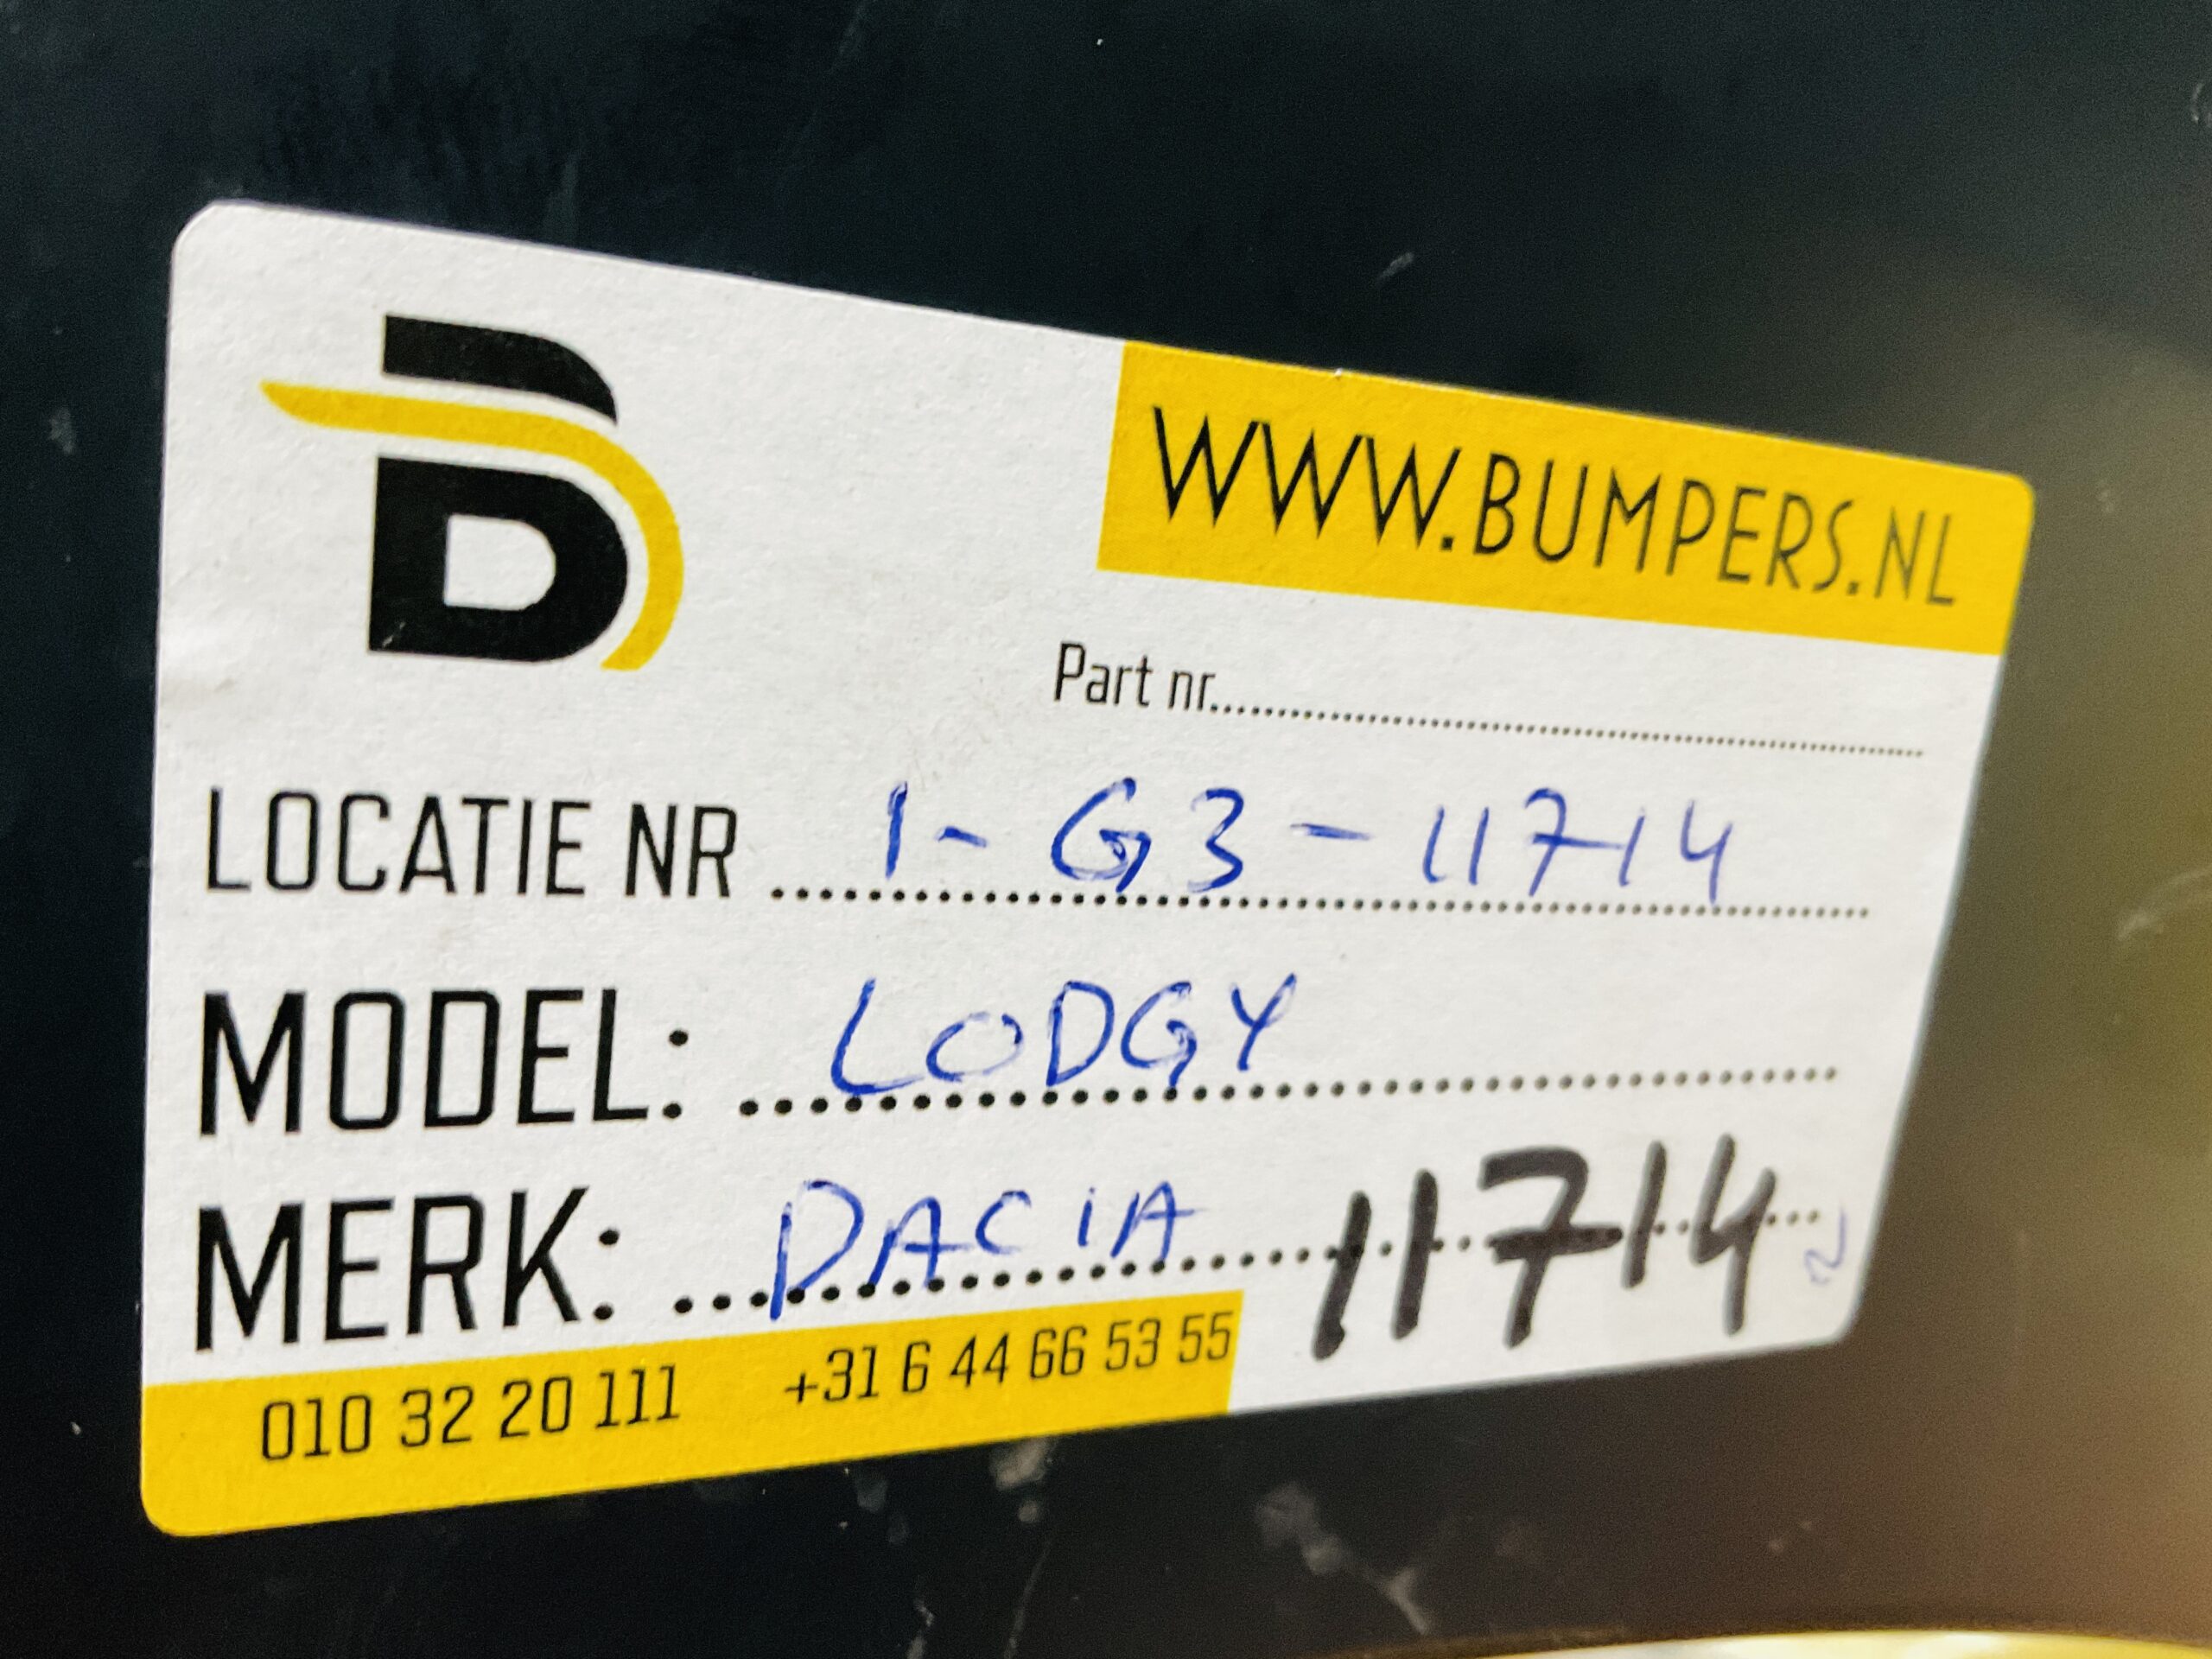 B
WWW.BUMPERS.NL
Part nr..............................
LOCATIE NR 1-G3-11714
MODEL: LODGY
MERK: DACIA 11714
010 32 20 111 +31 6 44 66 53 55